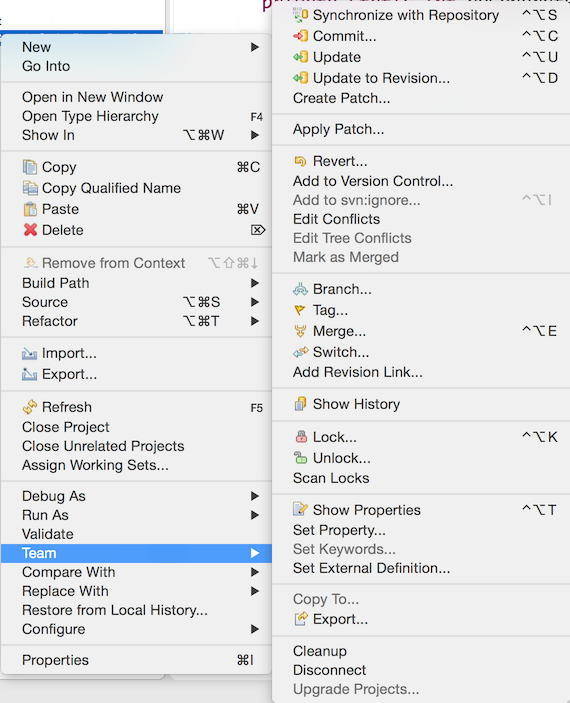 New
Go Into
Open in New Window
Open Type Hierarchy F4
Show In ⌥⌘W
Copy ⌘C
Copy Qualified Name
Paste ⌘V
Delete ⌦
Remove from Context ⌥⇧⌘↓
Build Path
Source ⌥⌘S
Refactor ⌥⌘T
Import...
Export...
Refresh F5
Close Project
Close Unrelated Projects
Assign Working Sets...
Debug As
Run As
Validate
Team
Compare With
Replace With
Restore from Local History...
Configure
Properties ⌘I
Synchronize with Repository ^⌥S
Commit... ^⌥C
Update ^⌥U
Update to Revision... ^⌥D
Create Patch...
Apply Patch...
Revert...
Add to Version Control...
Add to svn:ignore... ^⌥I
Edit Conflicts
Edit Tree Conflicts
Mark as Merged
Branch...
Tag...
Merge... ^⌥E
Switch...
Add Revision Link...
Show History
Lock... ^⌥K
Unlock...
Scan Locks
Show Properties ^⌥T
Set Property...
Set Keywords...
Set External Definition...
Copy To...
Export...
Cleanup
Disconnect
Upgrade Projects...